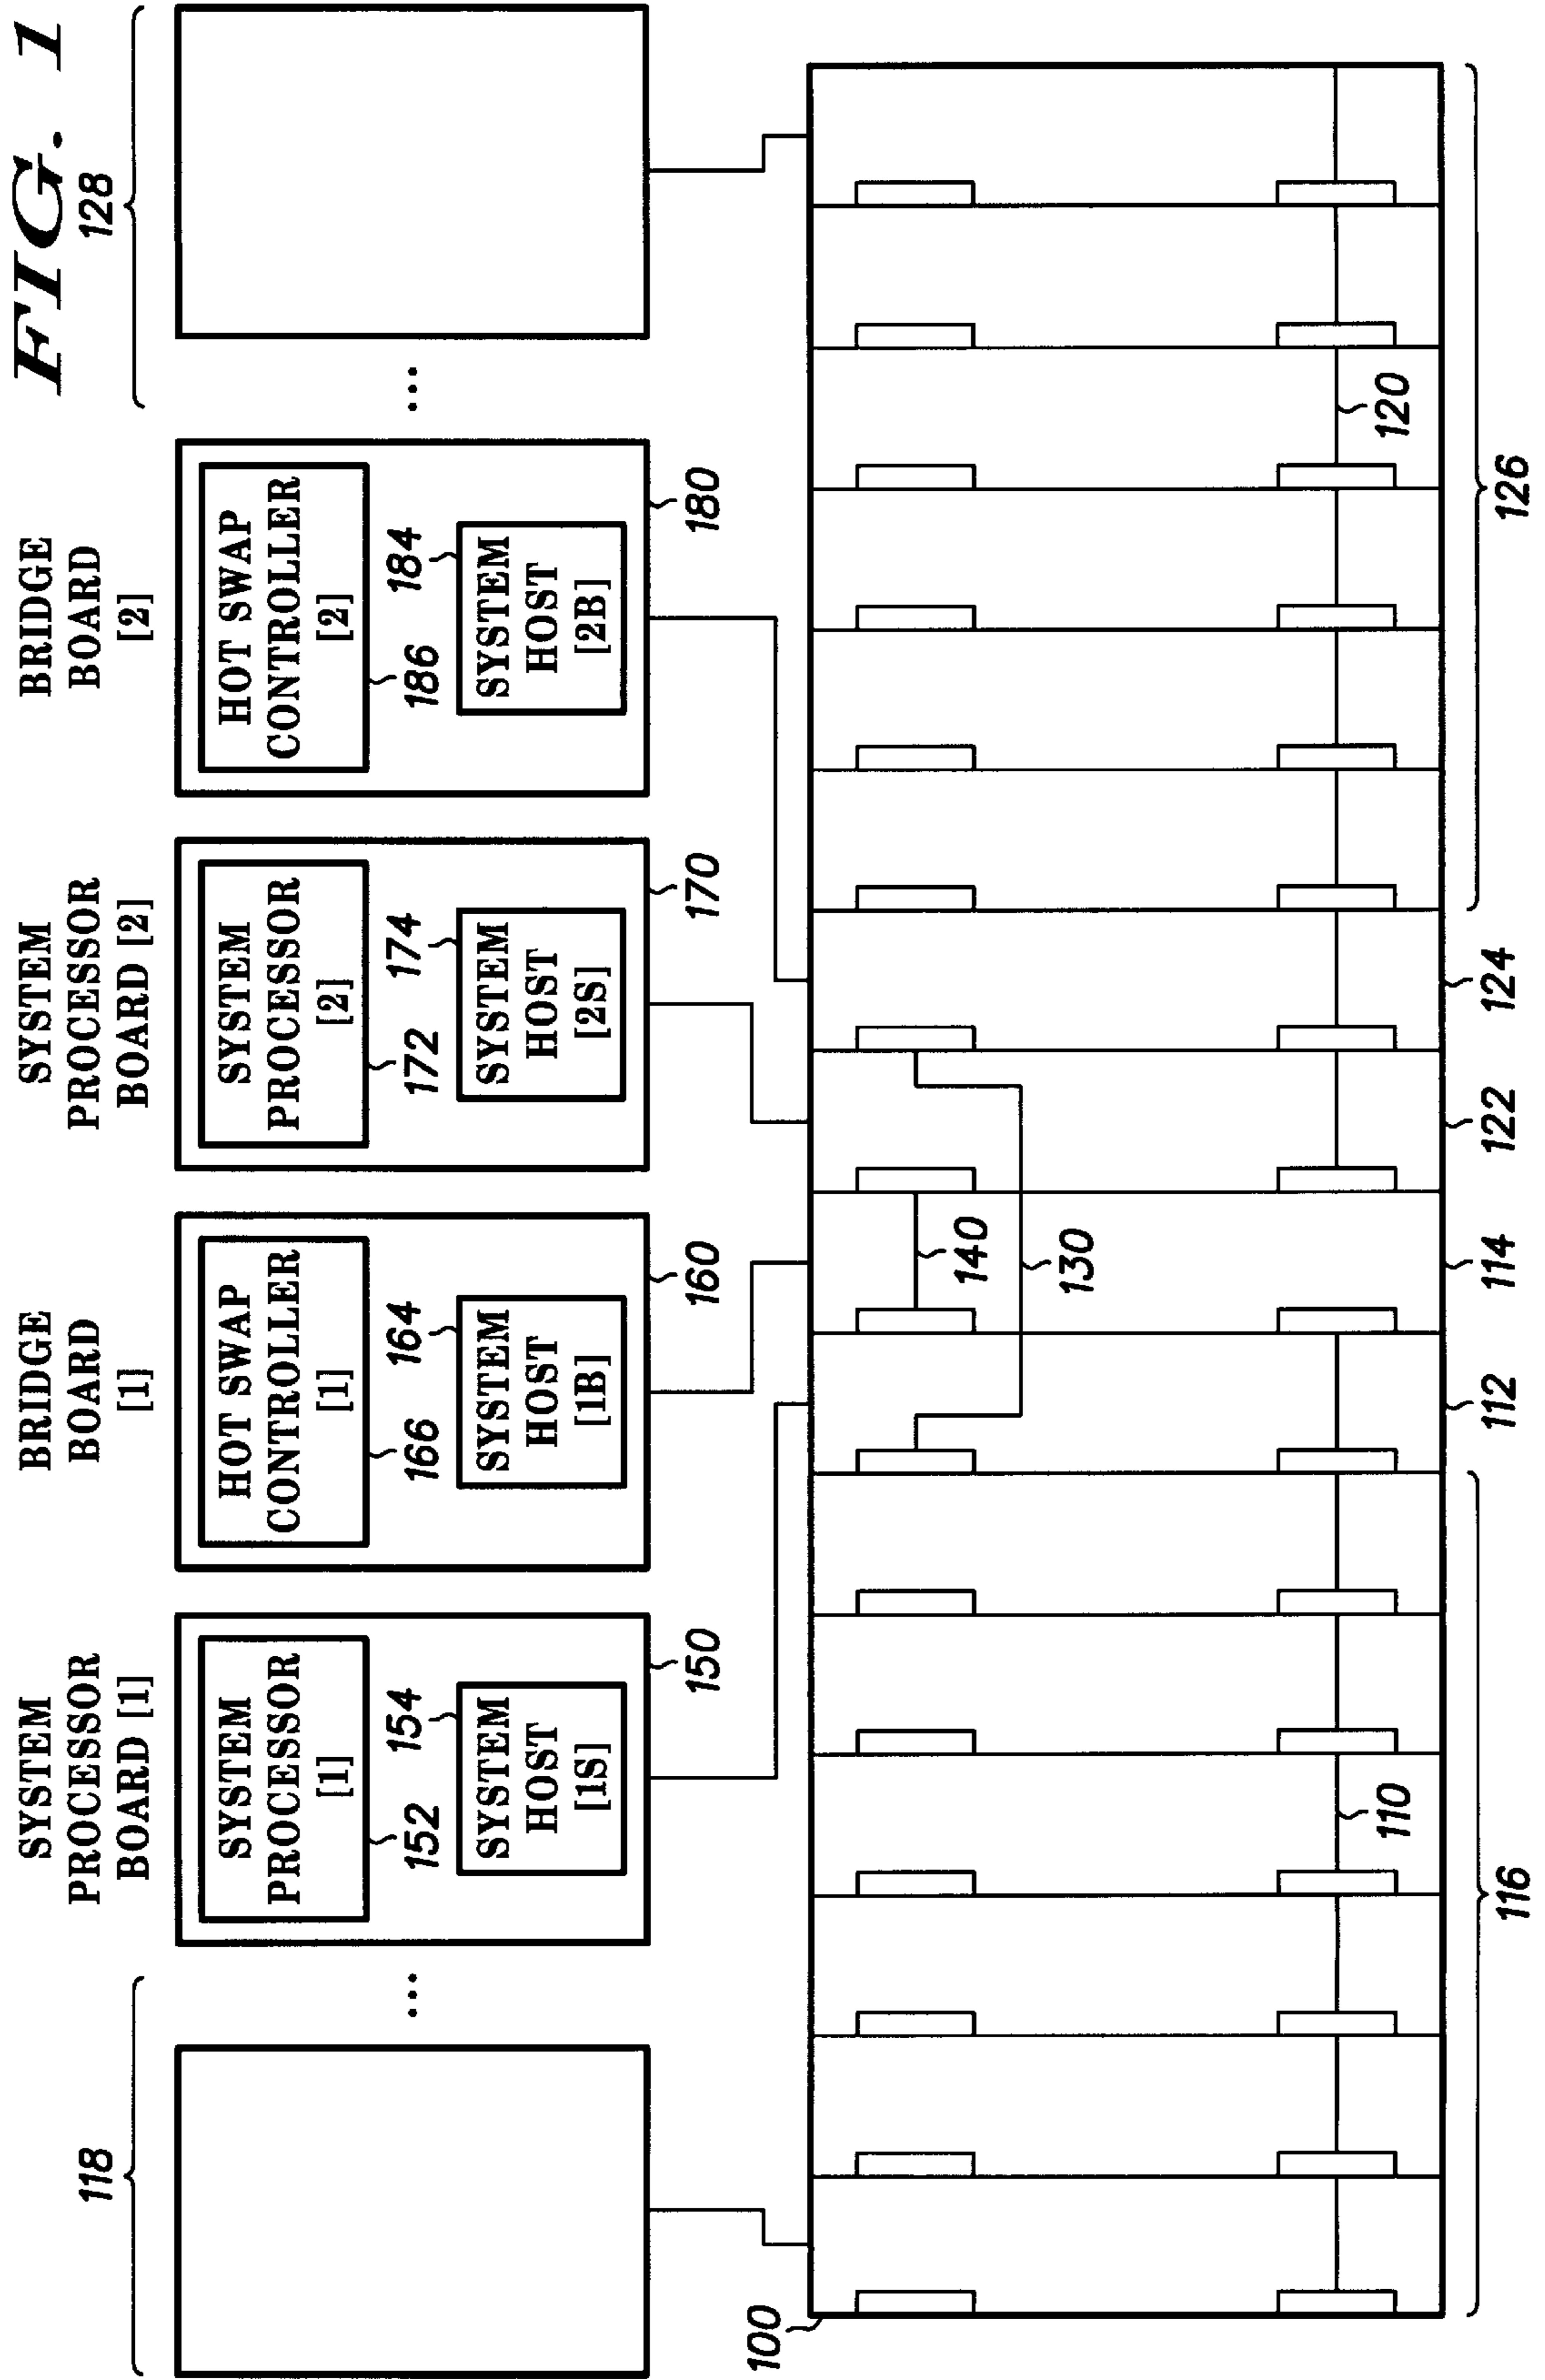 FIG. 1
118
SYSTEM
PROCESSOR
BOARD [1]
BRIDGE
BOARD
[1]
SYSTEM
PROCESSOR
BOARD [2]
BRIDGE
BOARD
[2]
128
SYSTEM
PROCESSOR
[1]
152
154
SYSTEM
HOST
[1S]
150
HOT SWAP
CONTROLLER
[1]
166
164
SYSTEM
HOST
[1B]
160
SYSTEM
PROCESSOR
[2]
172
174
SYSTEM
HOST
[2S]
170
HOT SWAP
CONTROLLER
[2]
186
184
SYSTEM
HOST
[2B]
180
...
...
100
140
130
110
120
116
112
114
122
124
126